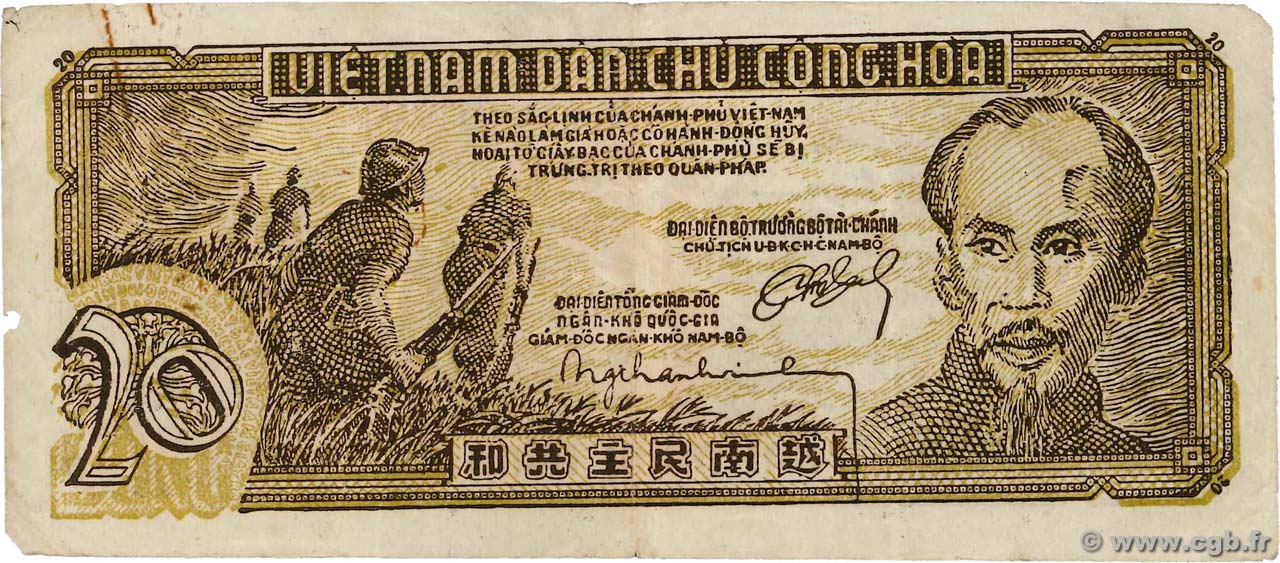 20
20
VIỆT NAM DÂN CHỦ CỘNG HÒA
THEO SẮC-LỊNH CỦA CHÁNH-PHỦ VIỆT-NAM
KẺ NÀO LÀM GIẢ HOẶC CÓ HÀNH-ĐỘNG HỦY
HOẠI TỜ GIẤY-BẠC CỦA CHÁNH-PHỦ SẼ BỊ
TRỪNG-TRỊ THEO QUÂN-PHÁP.
ĐẠI-DIỆN BỘ-TRƯỞNG BỘ TÀI-CHÁNH
CHỦ-TỊCH U-B-K-C-H-C NAM-BỘ
ĐẠI DIỆN TỔNG GIÁM-ĐỐC
NGÂN-KHỐ QUỐC-GIA
GIÁM-ĐỐC NGÂN KHỐ NAM-BỘ
20
和共主民南越
20
© www.cgb.fr